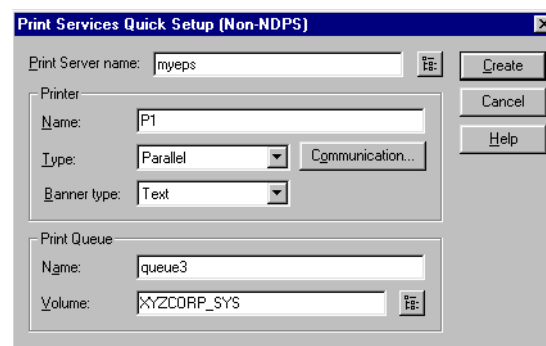 Print Services Quick Setup (Non-NDPS)
Print Server name: myeps
Create
Printer
Cancel
Name: P1
Help
Type: Parallel Communication...
Banner type: Text
Print Queue
Name: queue3
Volume: XYZCORP_SYS